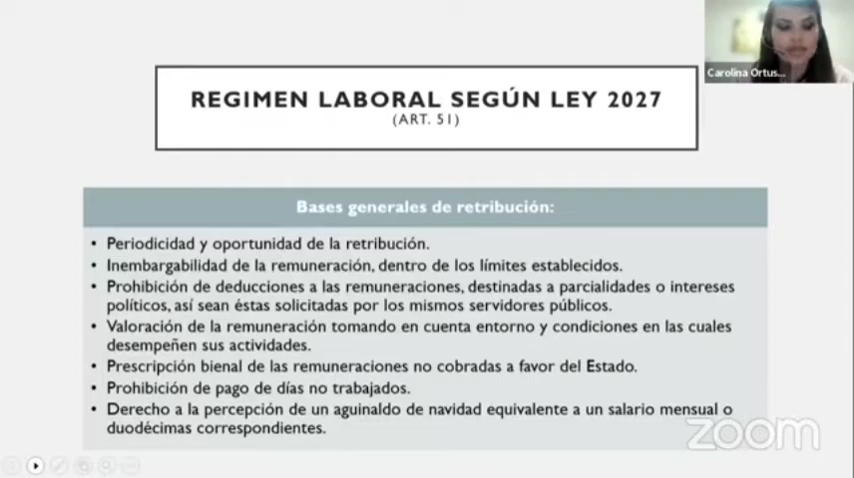 REGIMEN LABORAL SEGÚN LEY 2027
(ART. 51)
Carolina Ortus...
Bases generales de retribución:
• Periodicidad y oportunidad de la retribución.
• Inembargabilidad de la remuneración, dentro de los límites establecidos.
• Prohibición de deducciones a las remuneraciones, destinadas a parcialidades o intereses
políticos, así sean éstas solicitadas por los mismos servidores públicos.
• Valoración de la remuneración tomando en cuenta entorno y condiciones en las cuales
desempeñen sus actividades.
• Prescripción bienal de las remuneraciones no cobradas a favor del Estado.
• Prohibición de pago de días no trabajados.
• Derecho a la percepción de un aguinaldo de navidad equivalente a un salario mensual o
duodécimas correspondientes.
zoom